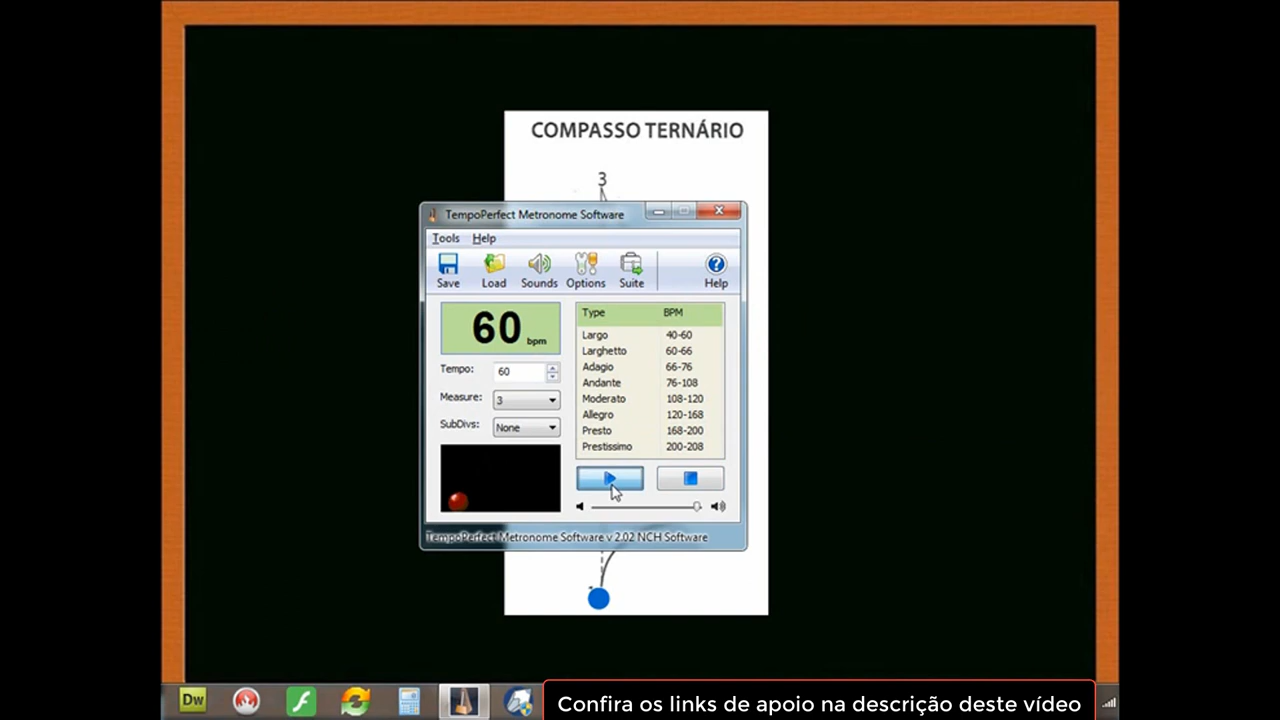 COMPASSO TERNÁRIO
3
TempoPerfect Metronome Software
Tools Help
Save Load Sounds Options Suite Help
60 bpm
Tempo: 60
Measure: 3
SubDivs: None
Type BPM
Largo 40-60
Larghetto 60-66
Adagio 66-76
Andante 76-108
Moderato 108-120
Allegro 120-168
Presto 168-200
Prestissimo 200-208
TempoPerfect Metronome Software v 2.02 NCH Software
Dw
Confira os links de apoio na descrição deste vídeo